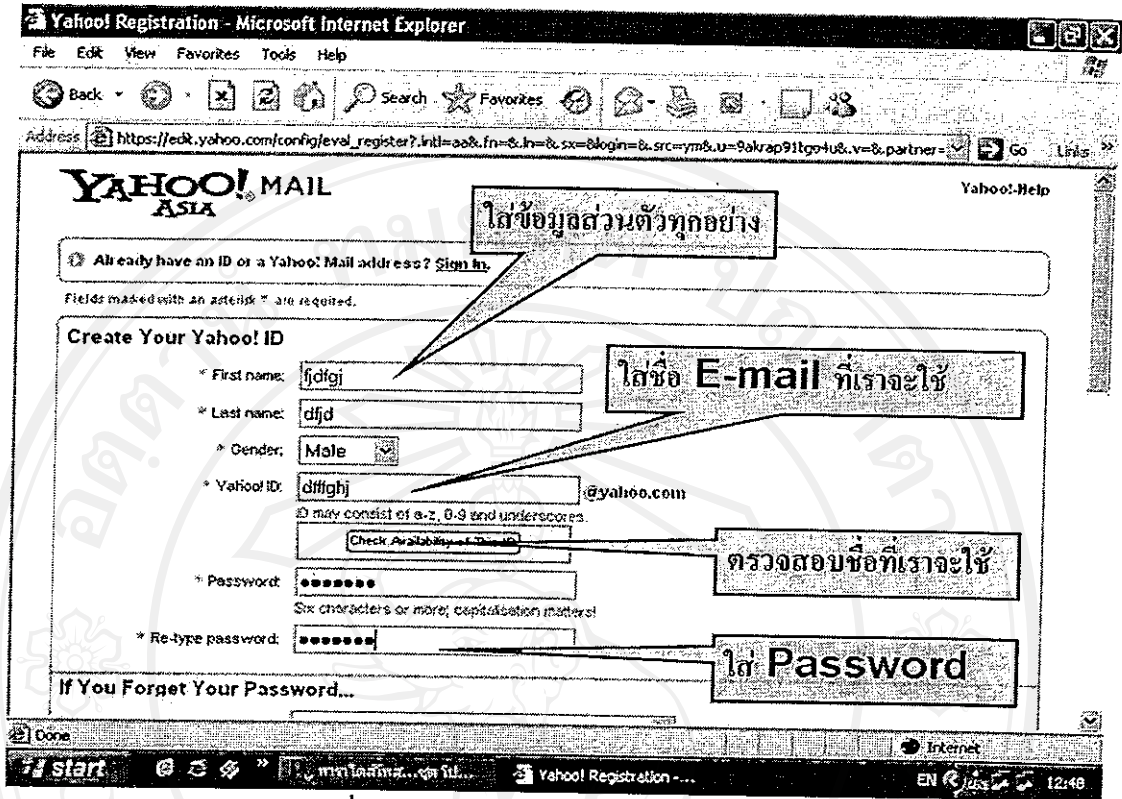 Yahoo! Registration - Microsoft Internet Explorer
File Edit View Favorites Tools Help
Back Search Favorites
Address https://edit.yahoo.com/config/eval_register?.intl=aa&.fn=&.ln=&.sx=&login=&.src=ym&.u=9akrap91tgo4u&.v=&.partner= Go Links »
YAHOO! MAIL
ASIA
Yahoo!-Help
ใส่ข้อมูลส่วนตัวทุกอย่าง
Already have an ID or a Yahoo! Mail address? Sign In.
Fields marked with an asterisk * are required.
Create Your Yahoo! ID
* First name: fjdfgj
ใส่ชื่อ E-mail ที่เราจะใช้
* Last name: dfjd
* Gender: Male
* Yahoo! ID: dfffghj @yahoo.com
ID may consist of a-z, 0-9 and underscores.
Check Availability of This ID
ตรวจสอบชื่อที่เราจะใช้
* Password: •••••••
Six characters or more; capitalisation matters!
* Re-type password: •••••••
ใส่ Password
If You Forget Your Password...
Done Internet
start » Yahoo! Registration -... EN 12:48